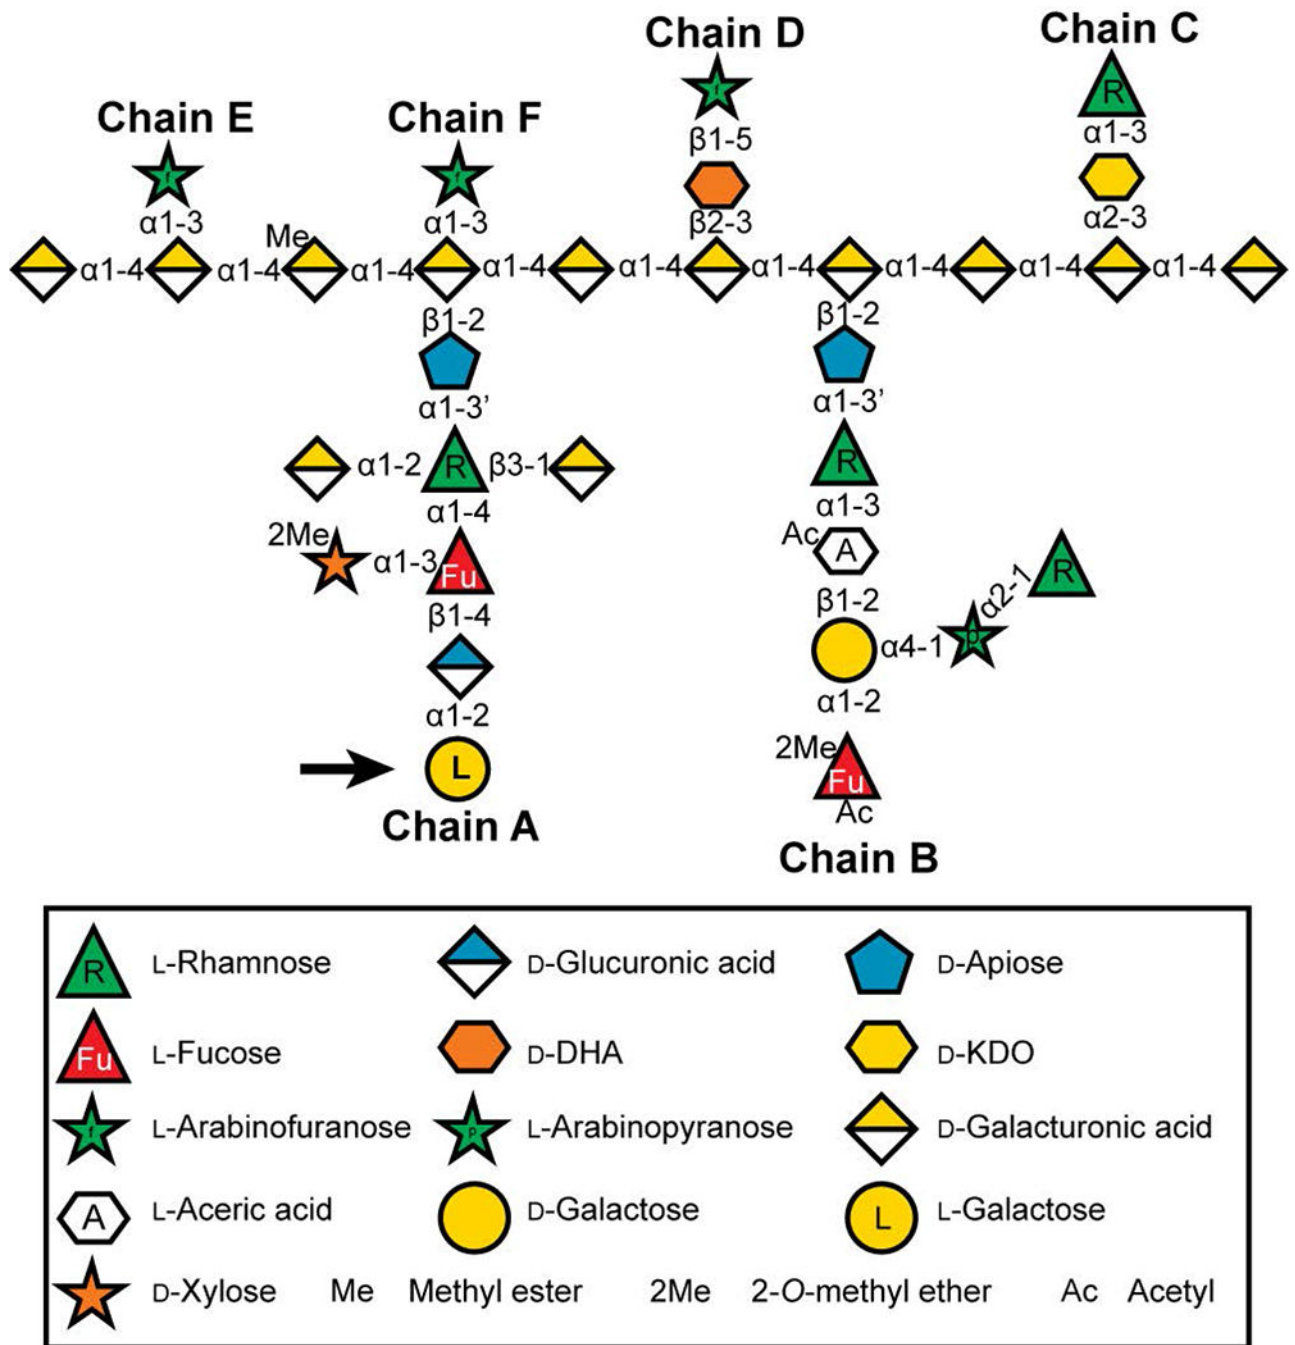 Chain D
Chain C
Chain E
Chain F
f
R
β1-5
α1-3
f
f
α1-3
α1-3
β2-3
α2-3
Me
α1-4 α1-4 α1-4 α1-4 α1-4 α1-4 α1-4 α1-4 α1-4
β1-2
β1-2
α1-3'
α1-3'
α1-2 R β3-1
R
α1-4
α1-3
2Me α1-3 Fu
Ac A
β1-4
β1-2
α4-1 p α2-1 R
α1-2
α1-2
L
2Me Fu
Ac
Chain A
Chain B
R L-Rhamnose D-Glucuronic acid D-Apiose
Fu L-Fucose D-DHA D-KDO
f L-Arabinofuranose p L-Arabinopyranose D-Galacturonic acid
A L-Aceric acid D-Galactose L L-Galactose
D-Xylose Me Methyl ester 2Me 2-O-methyl ether Ac Acetyl